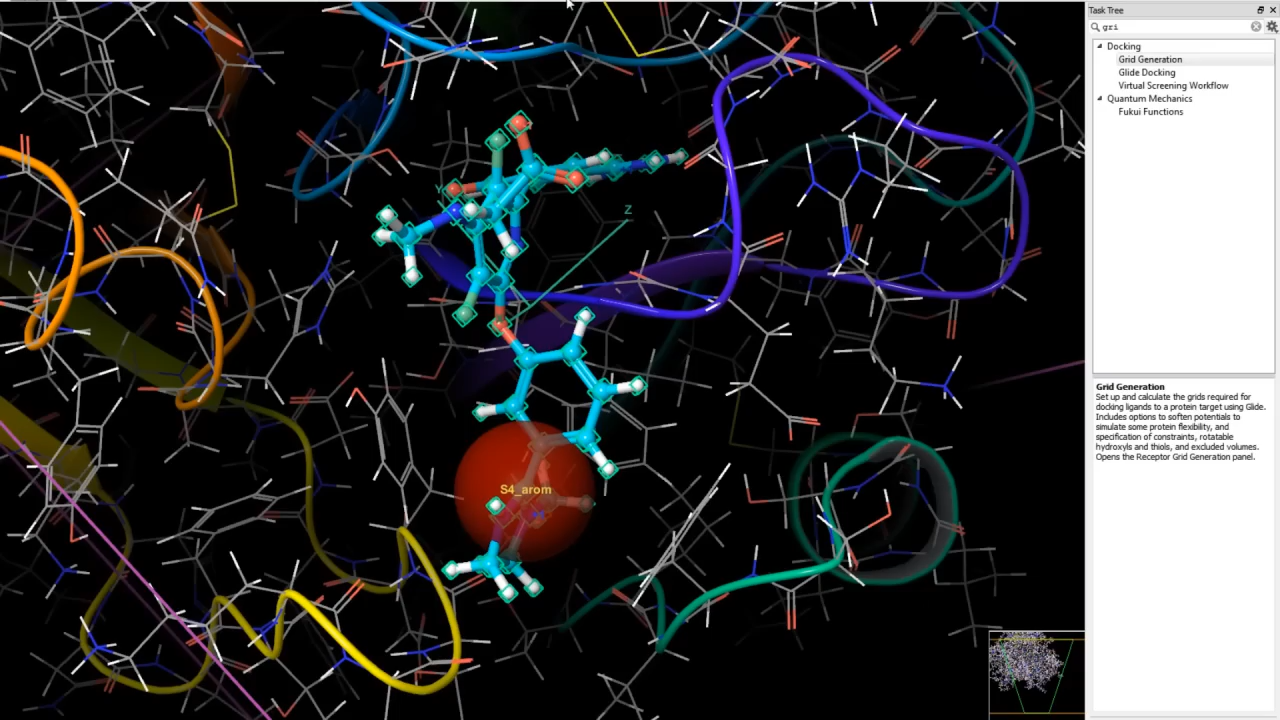 Task Tree
gri
Docking
Grid Generation
Glide Docking
Virtual Screening Workflow
Quantum Mechanics
Fukui Functions
Z
Y
S4_arom
Grid Generation
Set up and calculate the grids required for
docking ligands to a protein target using Glide.
Includes options to soften potentials to
simulate some protein flexibility, and
specification of constraints, rotatable
hydroxyls and thiols, and excluded volumes.
Opens the Receptor Grid Generation panel.